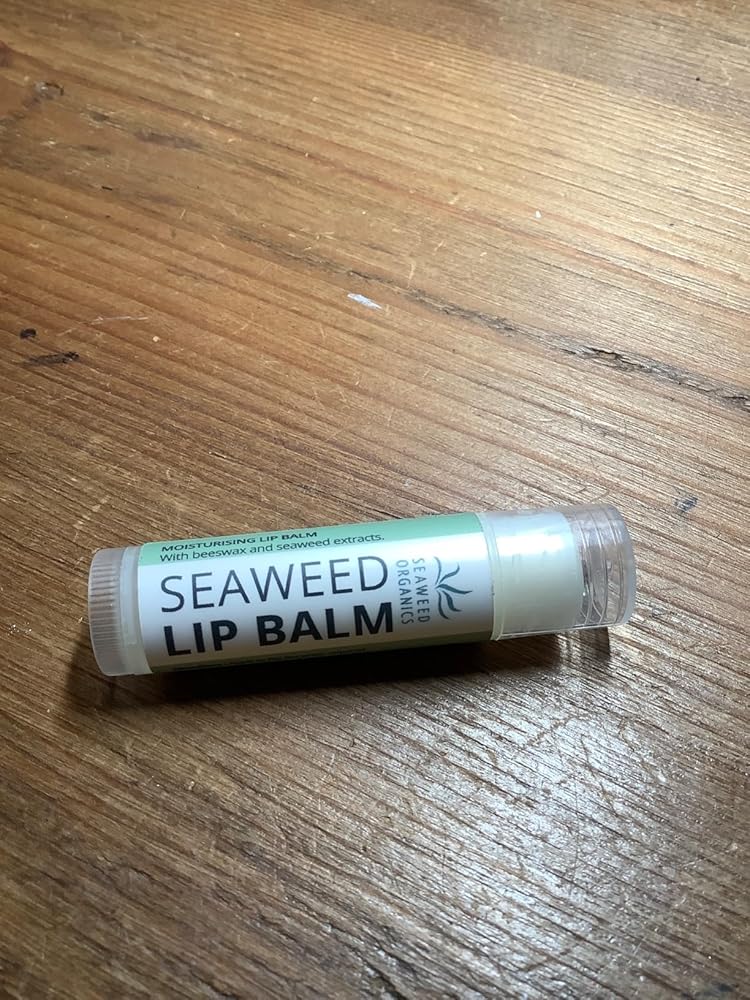 MOISTURISING LIP BALM
With beeswax and seaweed extracts.
SEAWEED
LIP BALM
SEAWEED
ORGANICS